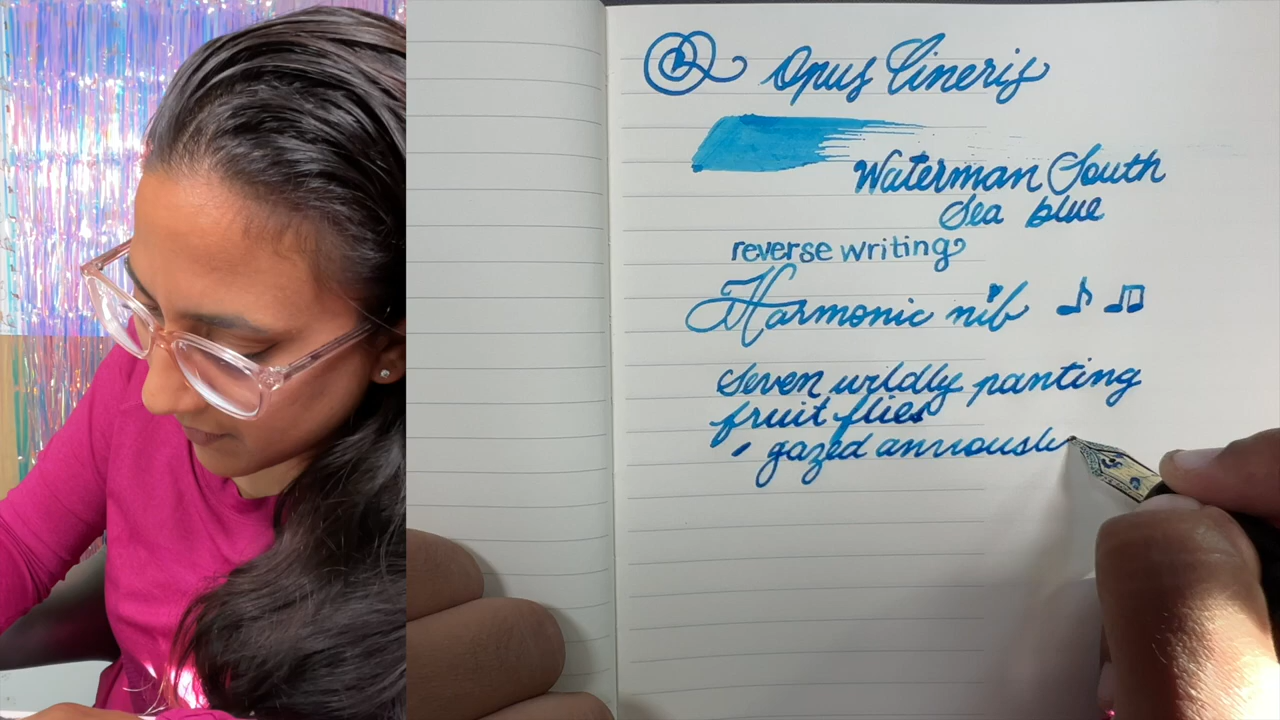 Opus Cineris
Waterman South
Sea blue
reverse writing
Harmonic nib
Seven wildly panting
fruit flies
gazed anxiously